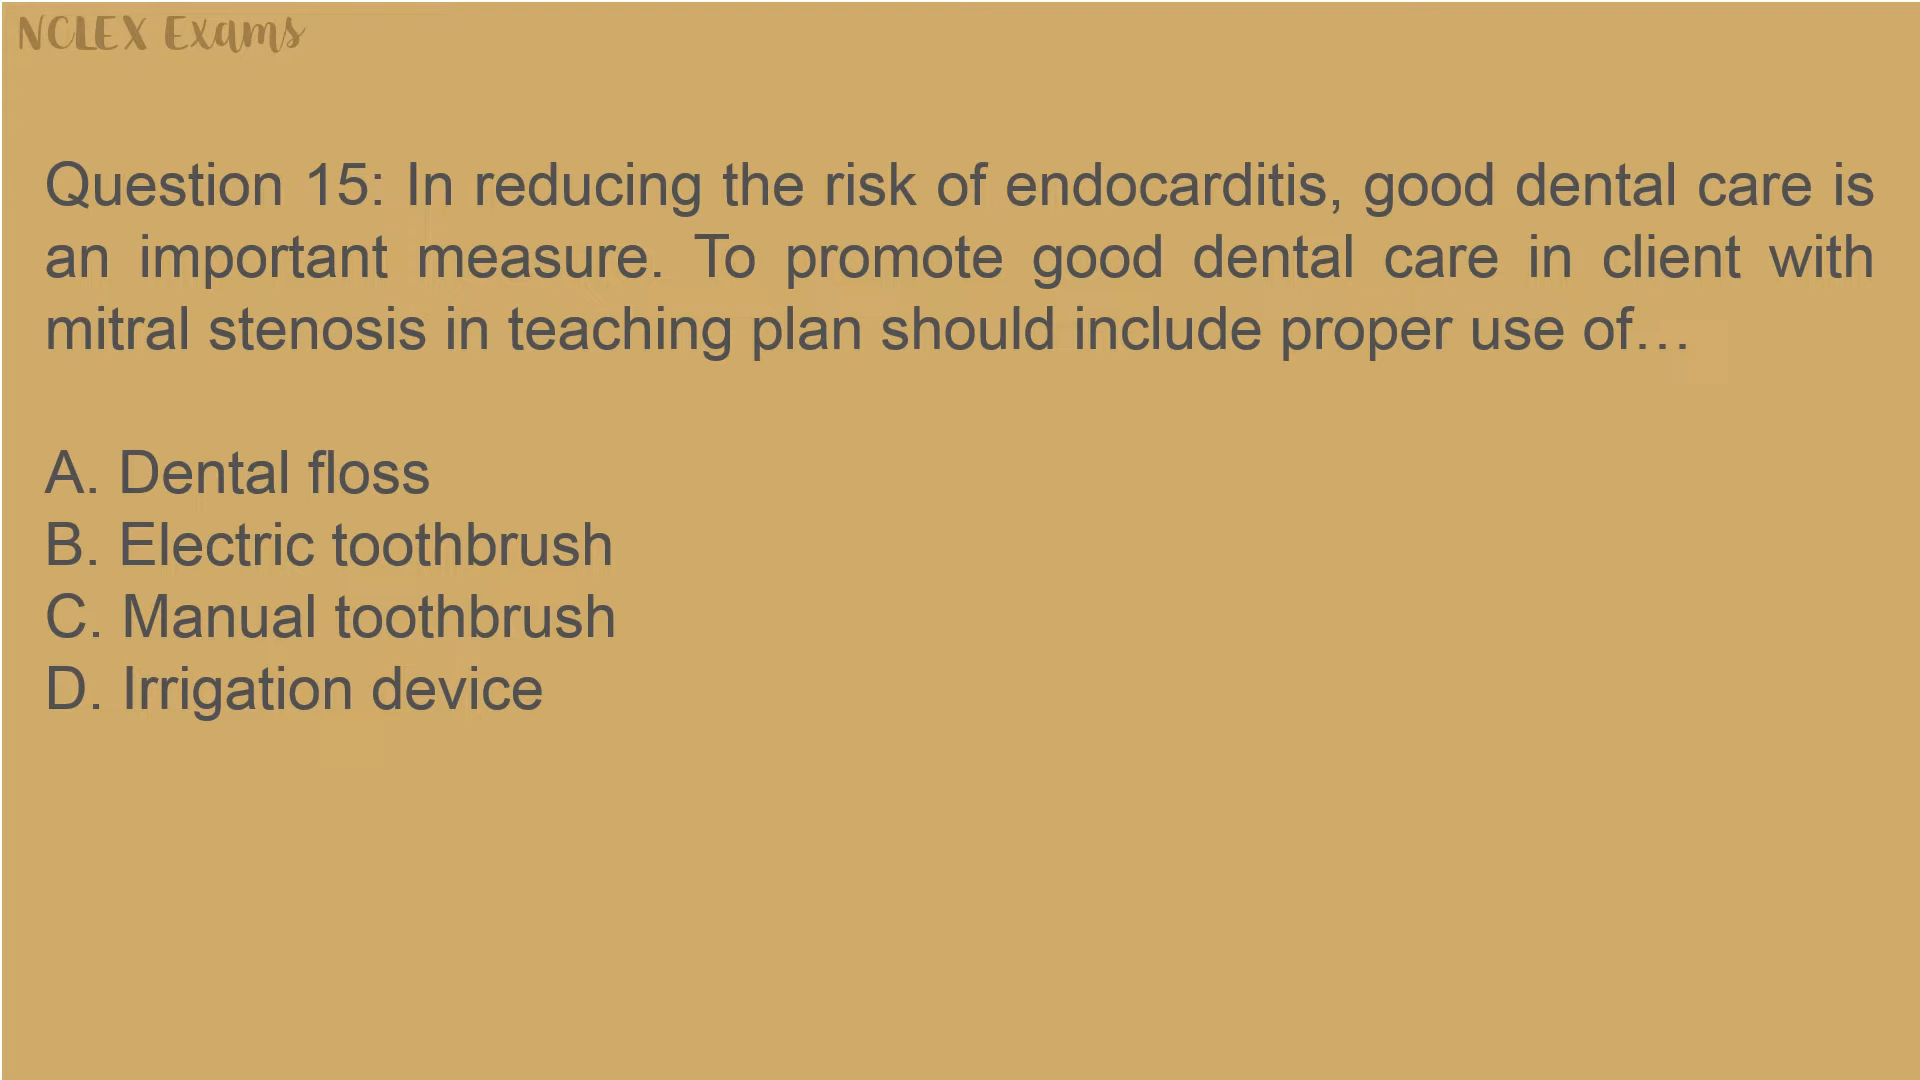 NCLEX Exams
Question 15: In reducing the risk of endocarditis, good dental care is
an important measure. To promote good dental care in client with
mitral stenosis in teaching plan should include proper use of…
A. Dental floss
B. Electric toothbrush
C. Manual toothbrush
D. Irrigation device